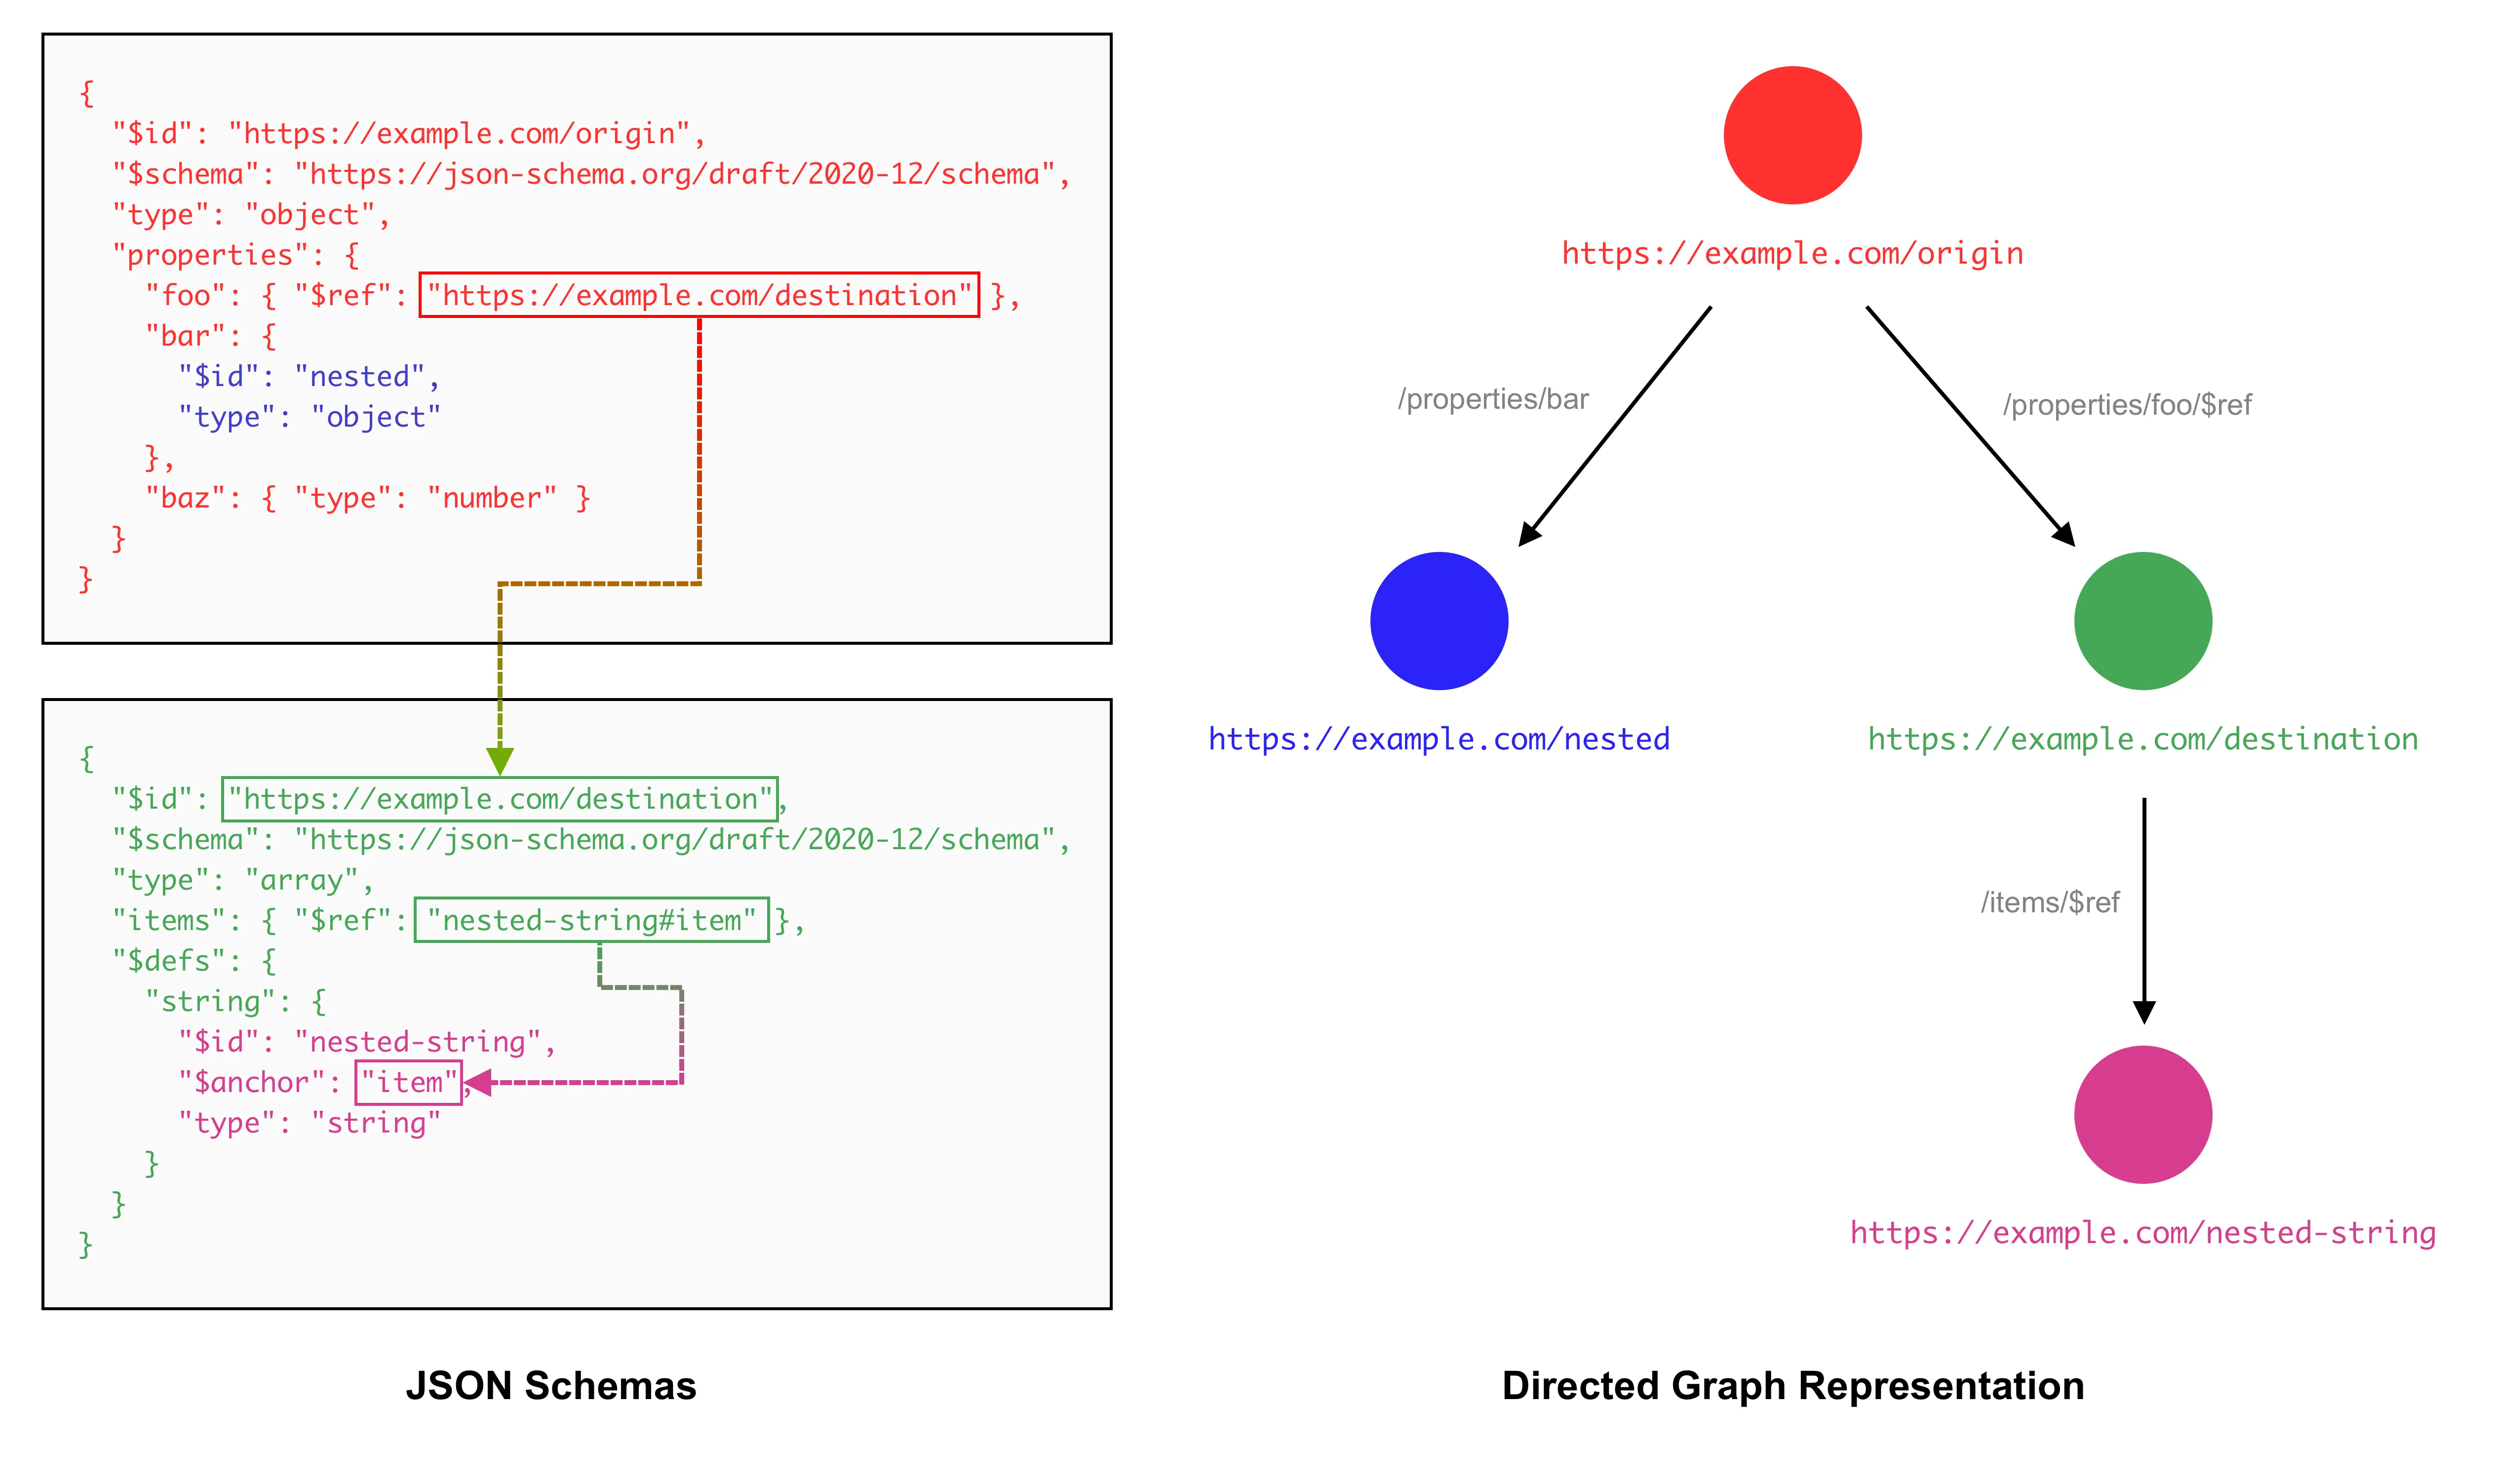 {
  "$id": "https://example.com/origin",
  "$schema": "https://json-schema.org/draft/2020-12/schema",
  "type": "object",
  "properties": {
    "foo": { "$ref": "https://example.com/destination" },
    "bar": {
      "$id": "nested",
      "type": "object"
    },
    "baz": { "type": "number" }
  }
}
{
  "$id": "https://example.com/destination",
  "$schema": "https://json-schema.org/draft/2020-12/schema",
  "type": "array",
  "items": { "$ref": "nested-string#item" },
  "$defs": {
    "string": {
      "$id": "nested-string",
      "$anchor": "item",
      "type": "string"
    }
  }
}
JSON Schemas
https://example.com/origin
/properties/bar
/properties/foo/$ref
https://example.com/nested
https://example.com/destination
/items/$ref
https://example.com/nested-string
Directed Graph Representation